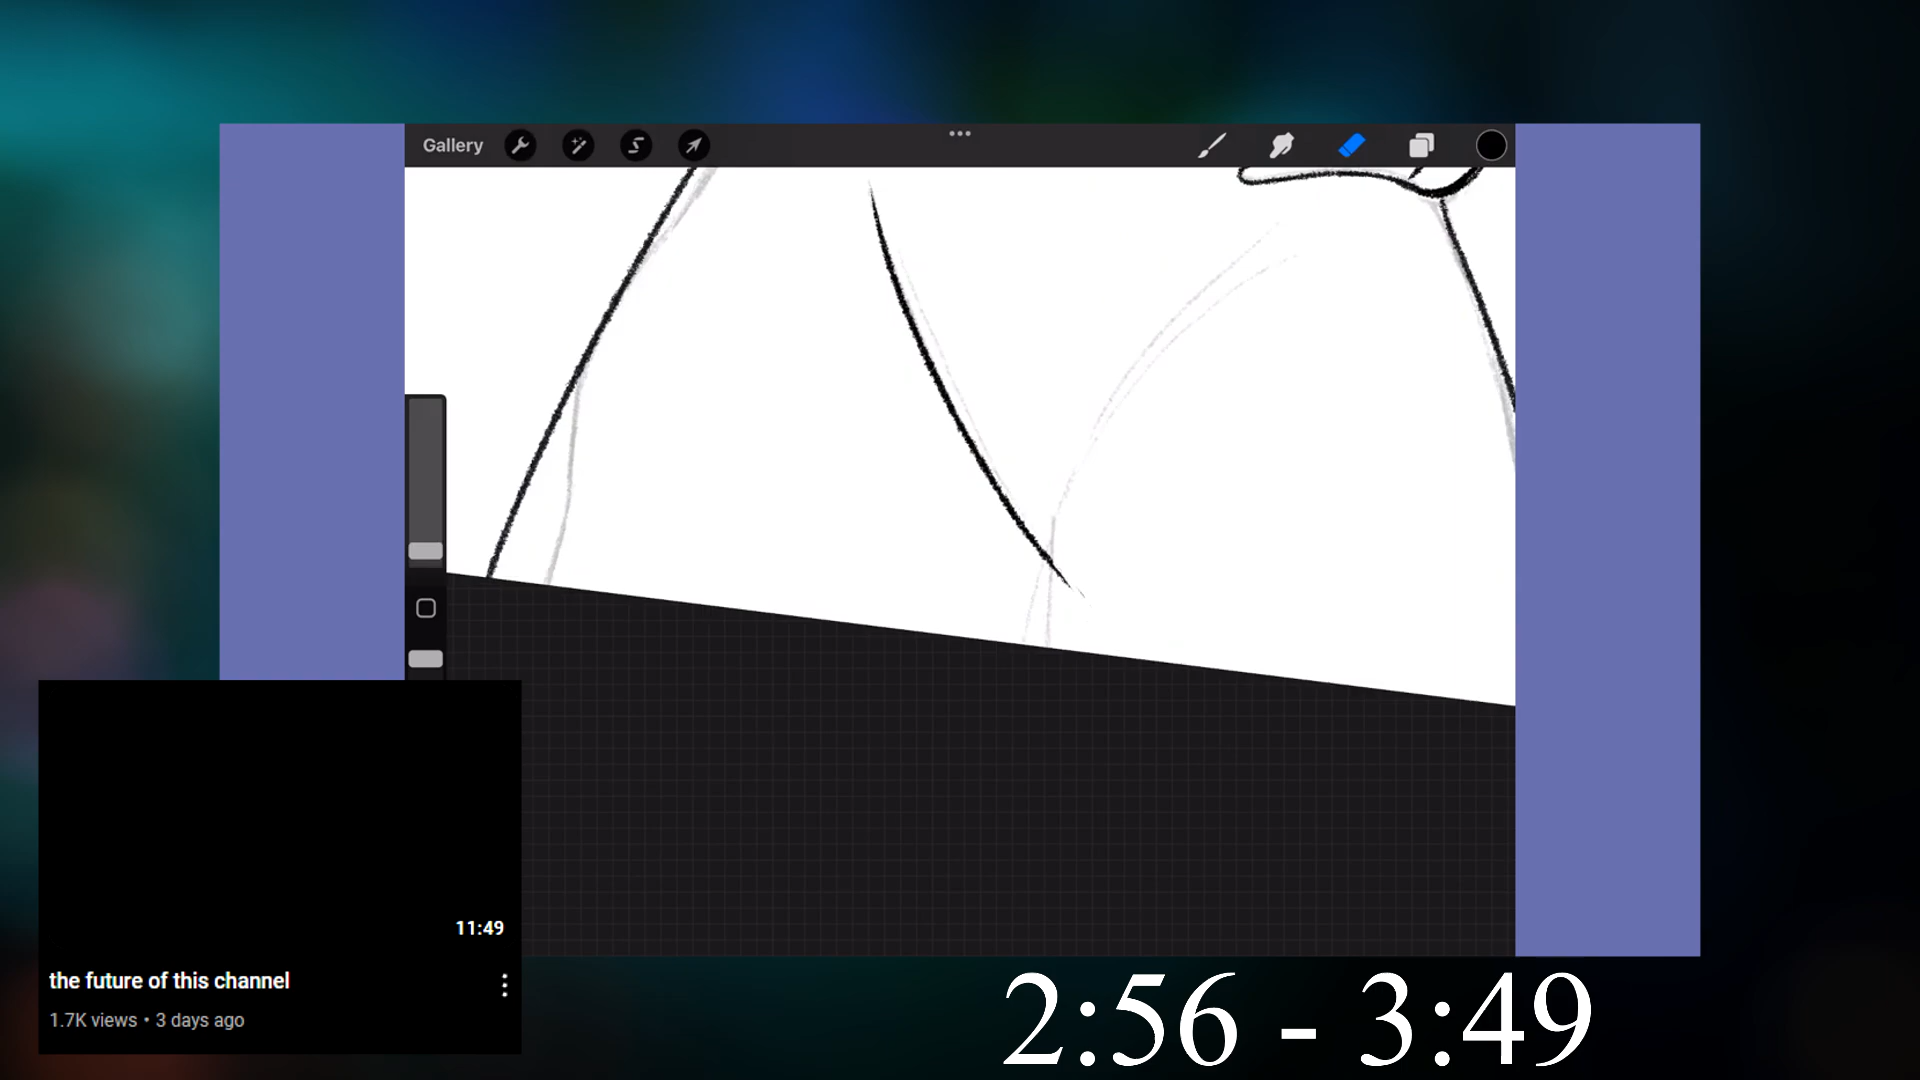 Gallery
11:49
the future of this channel
1.7K views • 3 days ago
2:56 - 3:49